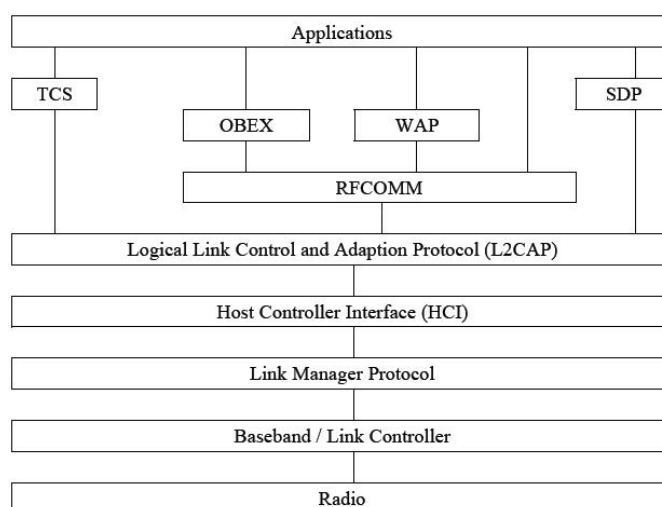 Applications
TCS
SDP
OBEX
WAP
RFCOMM
Logical Link Control and Adaption Protocol (L2CAP)
Host Controller Interface (HCI)
Link Manager Protocol
Baseband / Link Controller
Radio